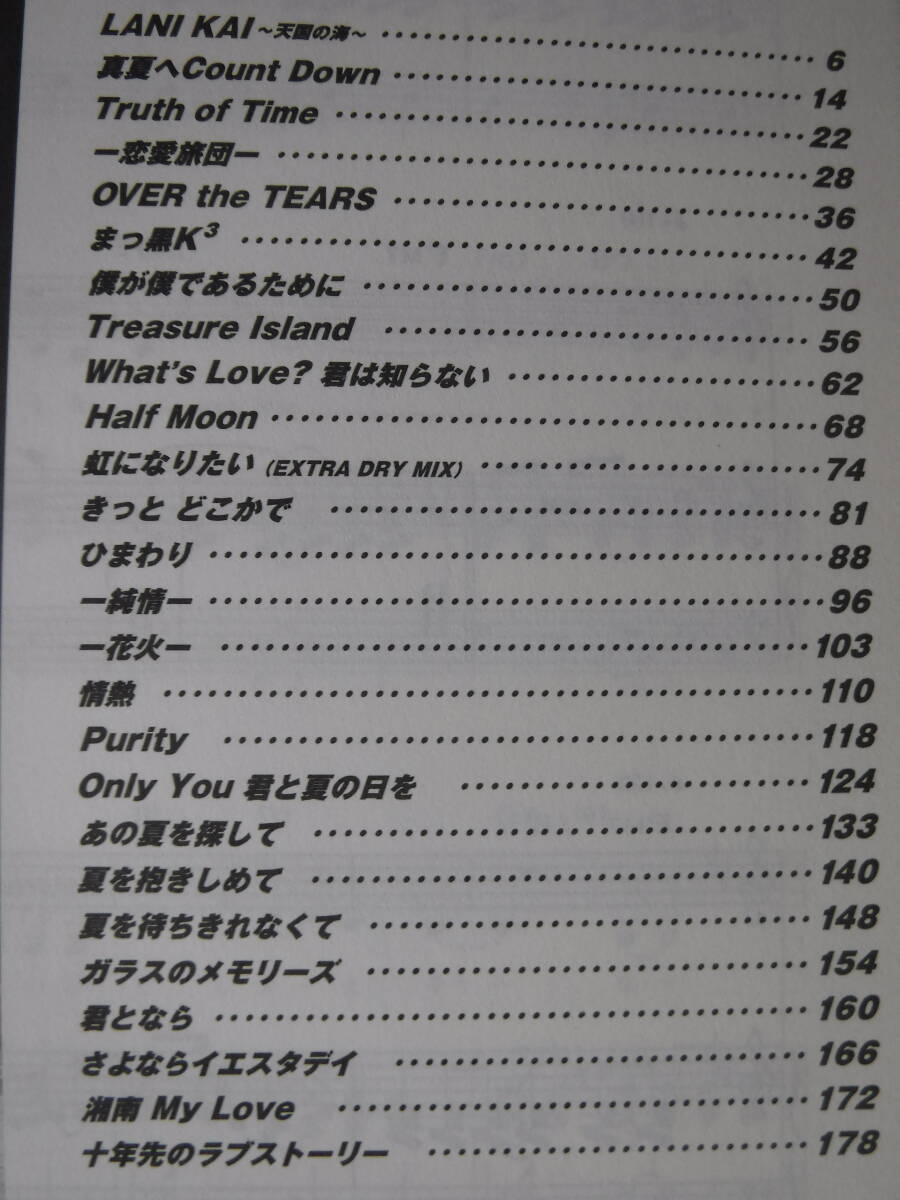 LANI KAI ～天国の海～ ・・・・・・・・・・・・・・・・・・・・ 6
真夏へCount Down ・・・・・・・・・・・・・・・・・・・・ 14
Truth of Time ・・・・・・・・・・・・・・・・・・・・ 22
ー恋愛旅団ー ・・・・・・・・・・・・・・・・・・・・ 28
OVER the TEARS ・・・・・・・・・・・・・・・・・・・・ 36
まっ黒K³ ・・・・・・・・・・・・・・・・・・・・ 42
僕が僕であるために ・・・・・・・・・・・・・・・・・・・・ 50
Treasure Island ・・・・・・・・・・・・・・・・・・・・ 56
What's Love? 君は知らない ・・・・・・・・・・・・・・・・・・・・ 62
Half Moon ・・・・・・・・・・・・・・・・・・・・ 68
虹になりたい (EXTRA DRY MIX) ・・・・・・・・・・・・・・・・・・・・ 74
きっと どこかで ・・・・・・・・・・・・・・・・・・・・ 81
ひまわり ・・・・・・・・・・・・・・・・・・・・ 88
ー純情ー ・・・・・・・・・・・・・・・・・・・・ 96
ー花火ー ・・・・・・・・・・・・・・・・・・・・ 103
情熱 ・・・・・・・・・・・・・・・・・・・・ 110
Purity ・・・・・・・・・・・・・・・・・・・・ 118
Only You 君と夏の日を ・・・・・・・・・・・・・・・・・・・・ 124
あの夏を探して ・・・・・・・・・・・・・・・・・・・・ 133
夏を抱きしめて ・・・・・・・・・・・・・・・・・・・・ 140
夏を待ちきれなくて ・・・・・・・・・・・・・・・・・・・・ 148
ガラスのメモリーズ ・・・・・・・・・・・・・・・・・・・・ 154
君となら ・・・・・・・・・・・・・・・・・・・・ 160
さよならイエスタデイ ・・・・・・・・・・・・・・・・・・・・ 166
湘南 My Love ・・・・・・・・・・・・・・・・・・・・ 172
十年先のラブストーリー ・・・・・・・・・・・・・・・・・・・・ 178